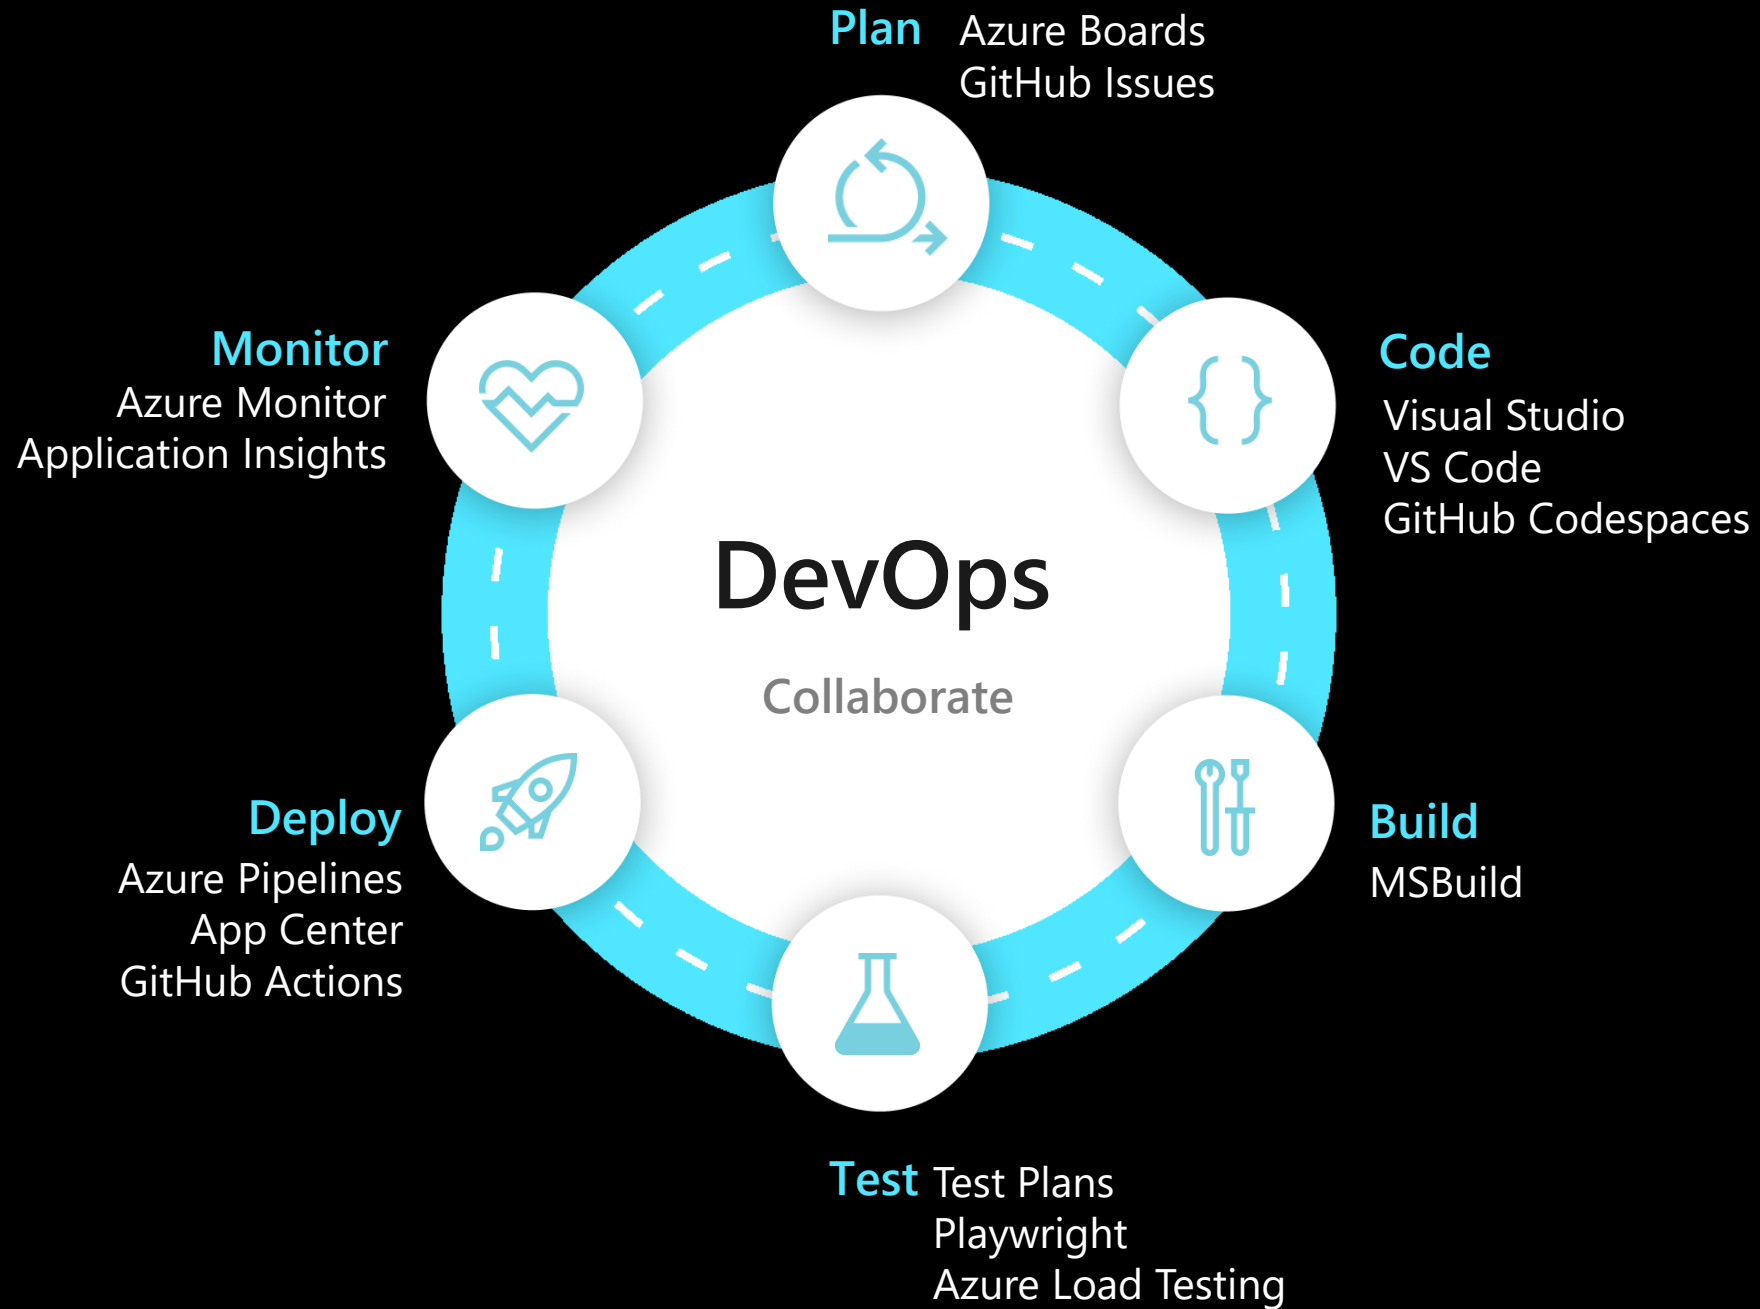 Plan
Azure Boards
GitHub Issues
Code
Visual Studio
VS Code
GitHub Codespaces
Build
MSBuild
Test
Test Plans
Playwright
Azure Load Testing
Deploy
Azure Pipelines
App Center
GitHub Actions
Monitor
Azure Monitor
Application Insights
DevOps
Collaborate